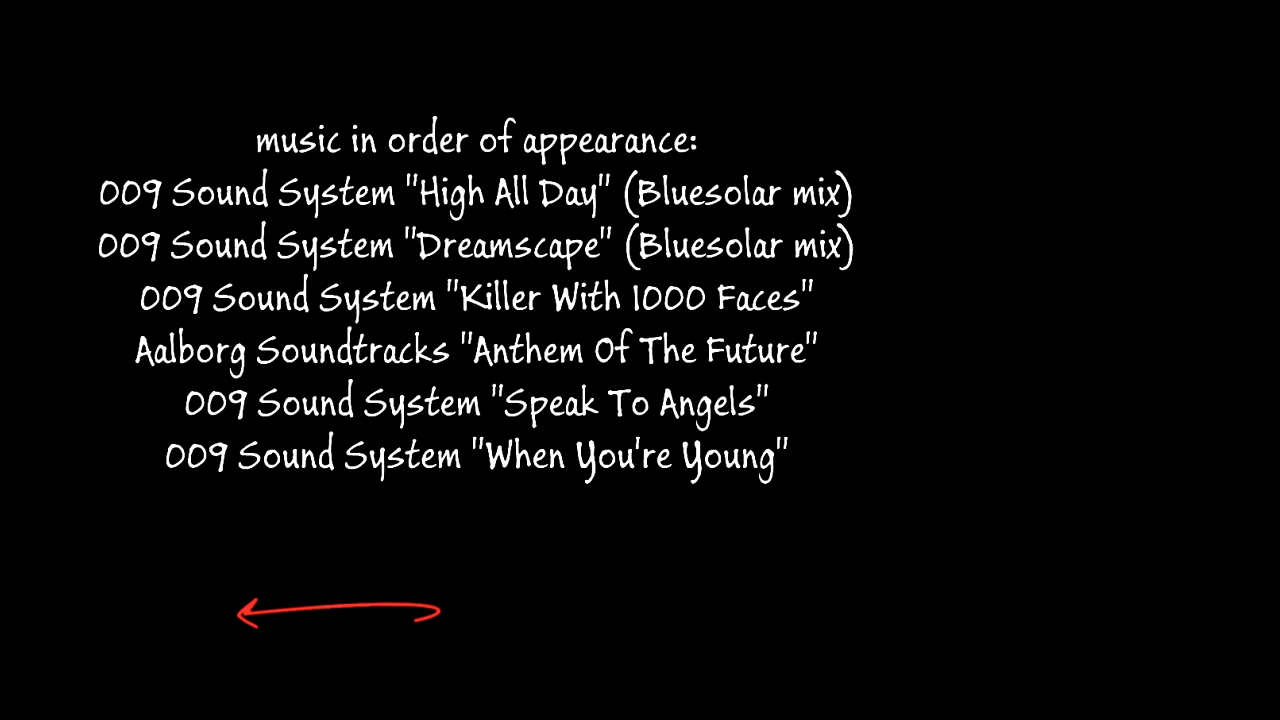 music in order of appearance:
009 Sound System "High All Day" (Bluesolar mix)
009 Sound System "Dreamscape" (Bluesolar mix)
009 Sound System "Killer With 1000 Faces"
Aalborg Soundtracks "Anthem Of The Future"
009 Sound System "Speak To Angels"
009 Sound System "When You're Young"